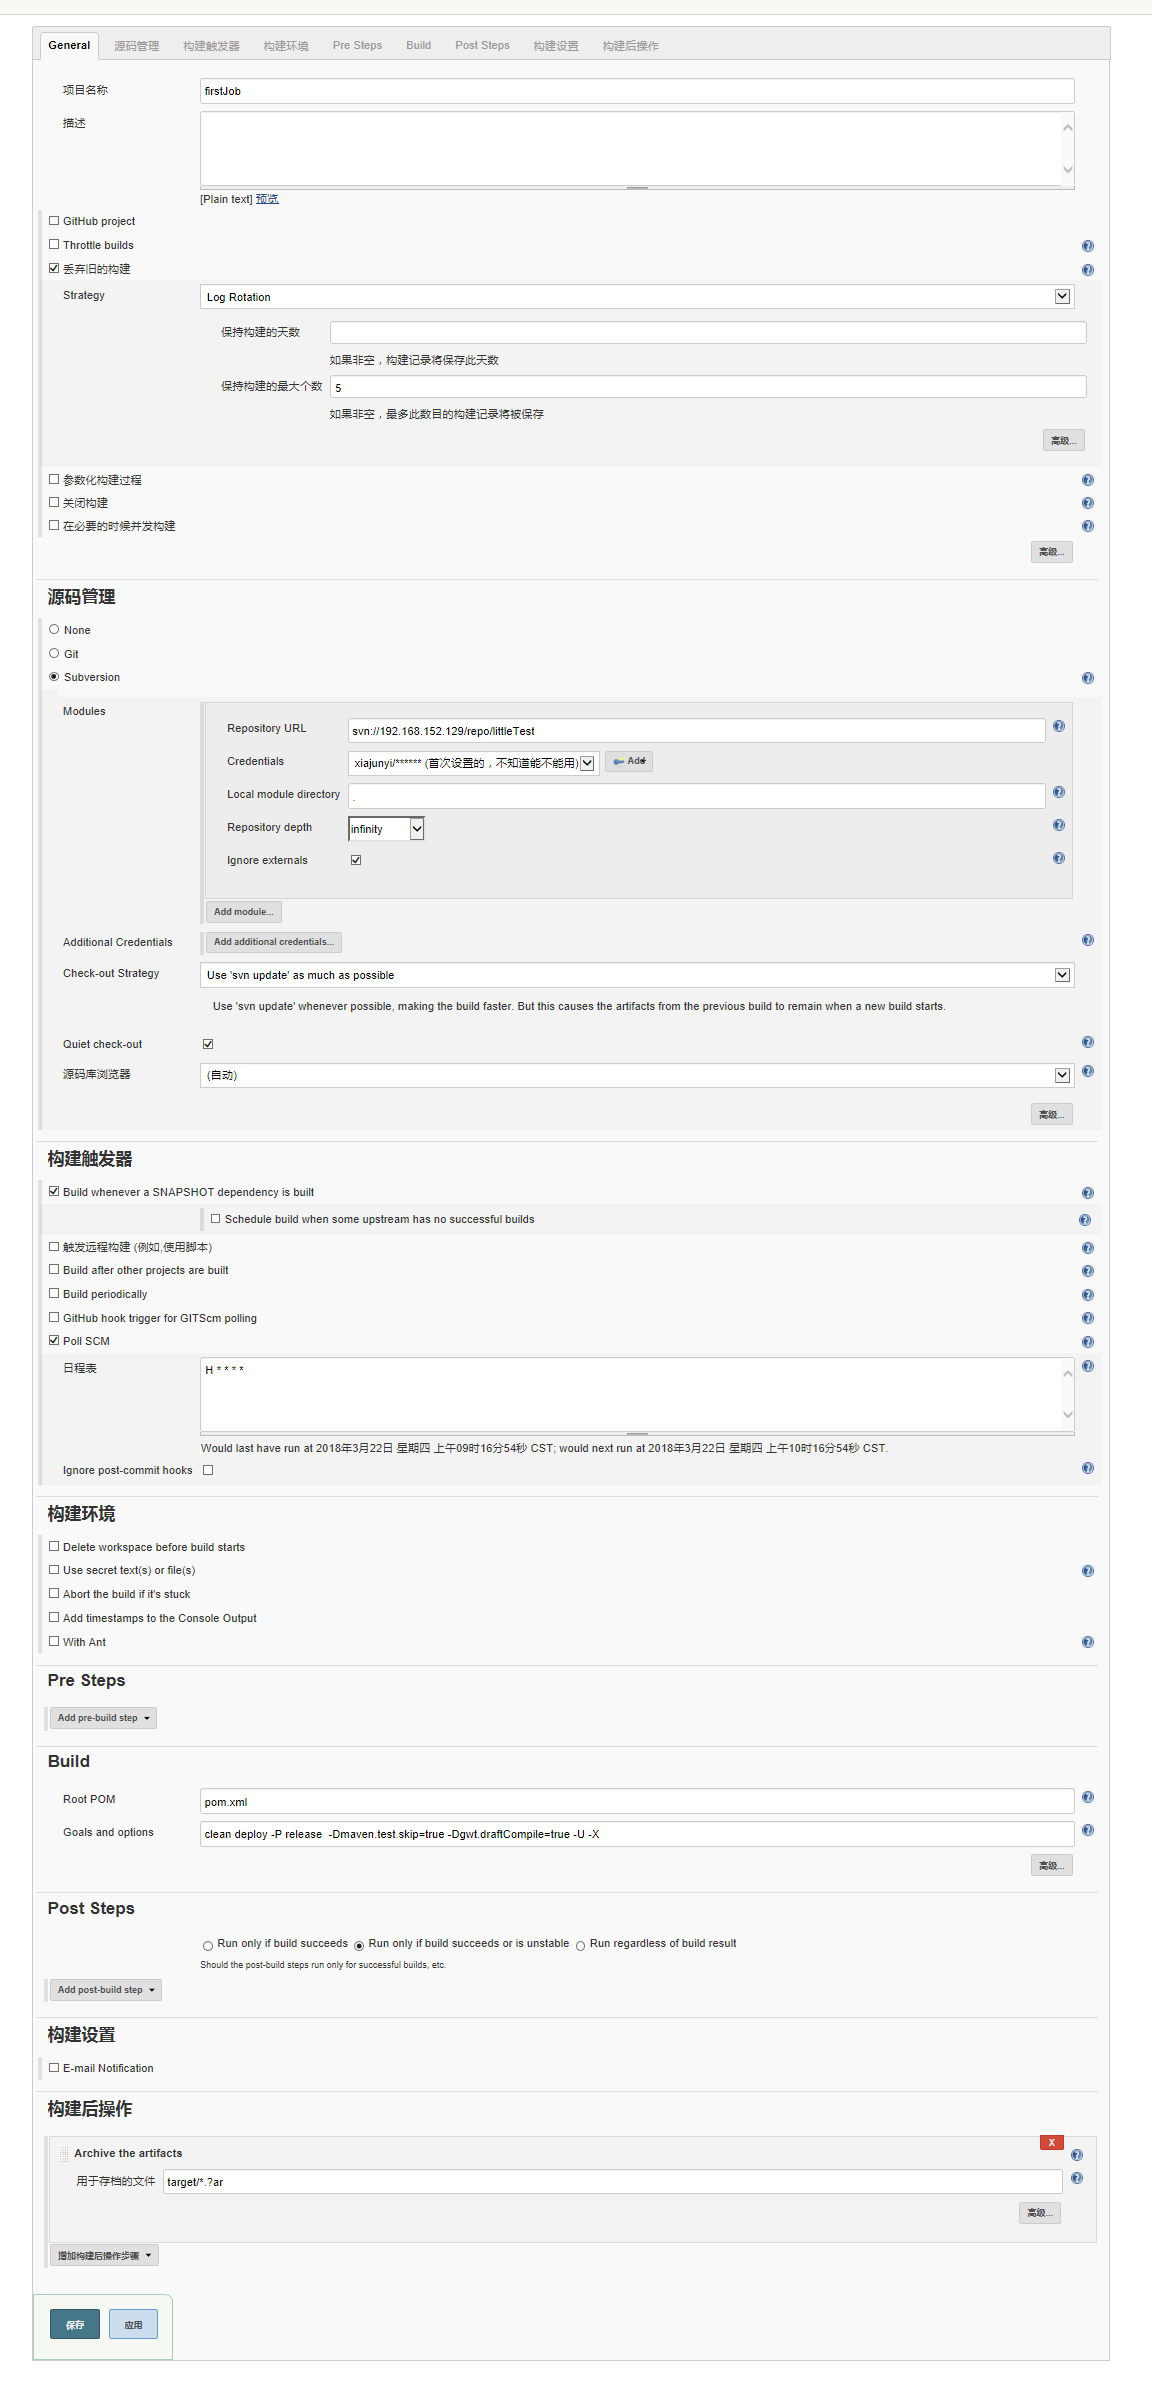 General 源码管理 构建触发器 构建环境 Pre Steps Build Post Steps 构建设置 构建后操作
项目名称 firstJob
描述
[Plain text] 预览
GitHub project
Throttle builds
丢弃旧的构建
Strategy Log Rotation
保持构建的天数
如果非空，构建记录将保存此天数
保持构建的最大个数 5
如果非空，最多此数目的构建记录将被保存
高级...
参数化构建过程
关闭构建
在必要的时候并发构建
高级...
源码管理
None
Git
Subversion
Modules
Repository URL svn://192.168.152.129/repo/littleTest
Credentials xiajunyi/****** (首次设置的，不知道能不能用) Add
Local module directory .
Repository depth infinity
Ignore externals
Add module...
Additional Credentials Add additional credentials...
Check-out Strategy Use 'svn update' as much as possible
Use 'svn update' whenever possible, making the build faster. But this causes the artifacts from the previous build to remain when a new build starts.
Quiet check-out
源码库浏览器 (自动)
高级...
构建触发器
Build whenever a SNAPSHOT dependency is built
Schedule build when some upstream has no successful builds
触发远程构建 (例如,使用脚本)
Build after other projects are built
Build periodically
GitHub hook trigger for GITScm polling
Poll SCM
日程表 H * * * *
Would last have run at 2018年3月22日 星期四 上午09时16分54秒 CST; would next run at 2018年3月22日 星期四 上午10时16分54秒 CST.
Ignore post-commit hooks
构建环境
Delete workspace before build starts
Use secret text(s) or file(s)
Abort the build if it's stuck
Add timestamps to the Console Output
With Ant
Pre Steps
Add pre-build step
Build
Root POM pom.xml
Goals and options clean deploy -P release  -Dmaven.test.skip=true -Dgwt.draftCompile=true -U -X
高级...
Post Steps
Run only if build succeeds Run only if build succeeds or is unstable Run regardless of build result
Should the post-build steps run only for successful builds, etc.
Add post-build step
构建设置
E-mail Notification
构建后操作
X
Archive the artifacts
用于存档的文件 target/*.?ar
高级...
增加构建后操作步骤
保存 应用